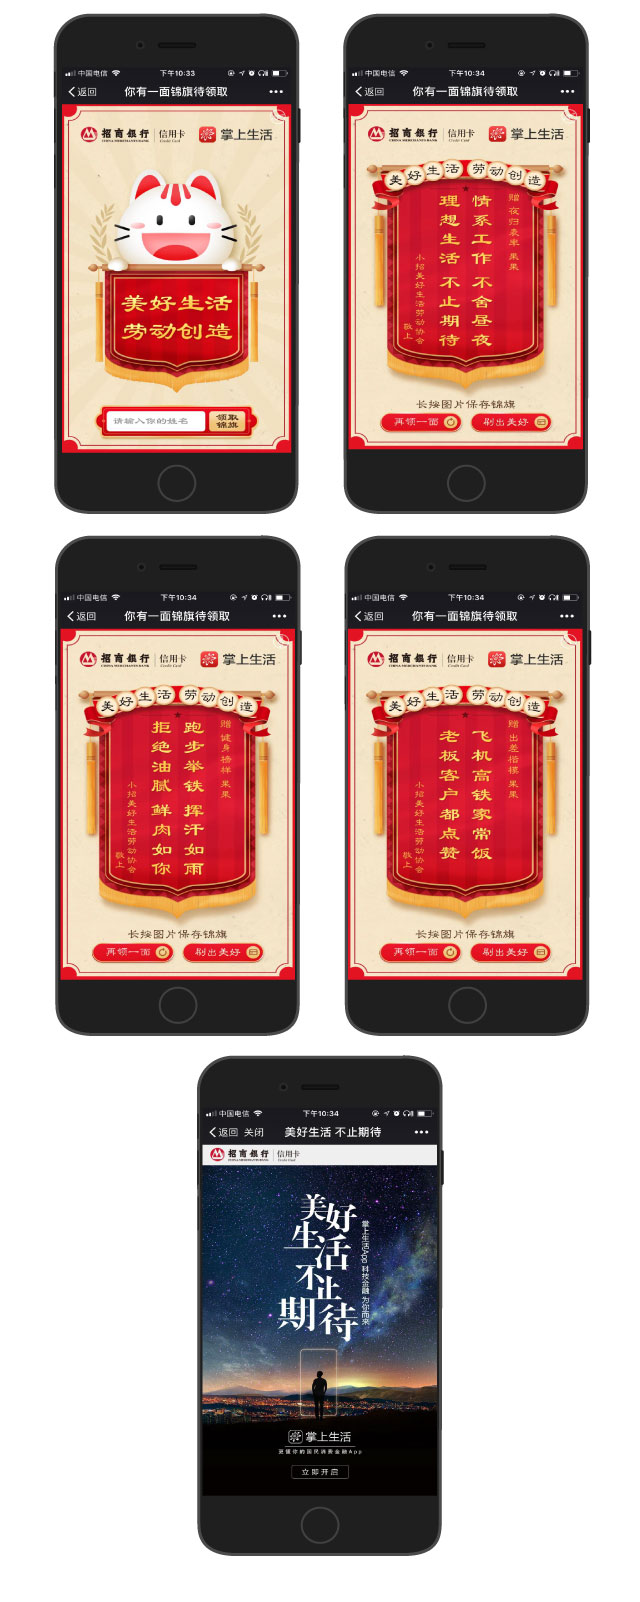 中国电信
下午10:33
返回
你有一面锦旗待领取
招商银行
CHINA MERCHANTS BANK
信用卡
Credit Card
掌上生活
美好生活
劳动创造
请输入你的姓名
领取
锦旗
中国电信
下午10:34
返回
你有一面锦旗待领取
招商银行
CHINA MERCHANTS BANK
信用卡
Credit Card
掌上生活
美好生活 劳动创造
赠 夜归表率 果果
情系工作 不舍昼夜
理想生活 不止期待
小招美好生活劳动协会
敬上
长按图片保存锦旗
再领一面
刷出美好
中国电信
下午10:34
返回
你有一面锦旗待领取
招商银行
CHINA MERCHANTS BANK
信用卡
Credit Card
掌上生活
美好生活 劳动创造
赠 健身榜样 果果
跑步举铁 挥汗如雨
拒绝油腻 鲜肉如你
小招美好生活劳动协会
敬上
长按图片保存锦旗
再领一面
刷出美好
中国电信
下午10:34
返回
你有一面锦旗待领取
招商银行
CHINA MERCHANTS BANK
信用卡
Credit Card
掌上生活
美好生活 劳动创造
赠 出差楷模 果果
飞机高铁家常饭
老板客户都点赞
小招美好生活劳动协会
敬上
长按图片保存锦旗
再领一面
刷出美好
中国电信
下午10:34
返回 关闭
美好生活 不止期待
招商银行
CHINA MERCHANTS BANK
信用卡
Credit Card
美好
生活
不止
期待
掌上生活App 科技金融 为你而来
掌上生活
更懂你的国民消费金融App
立即开启